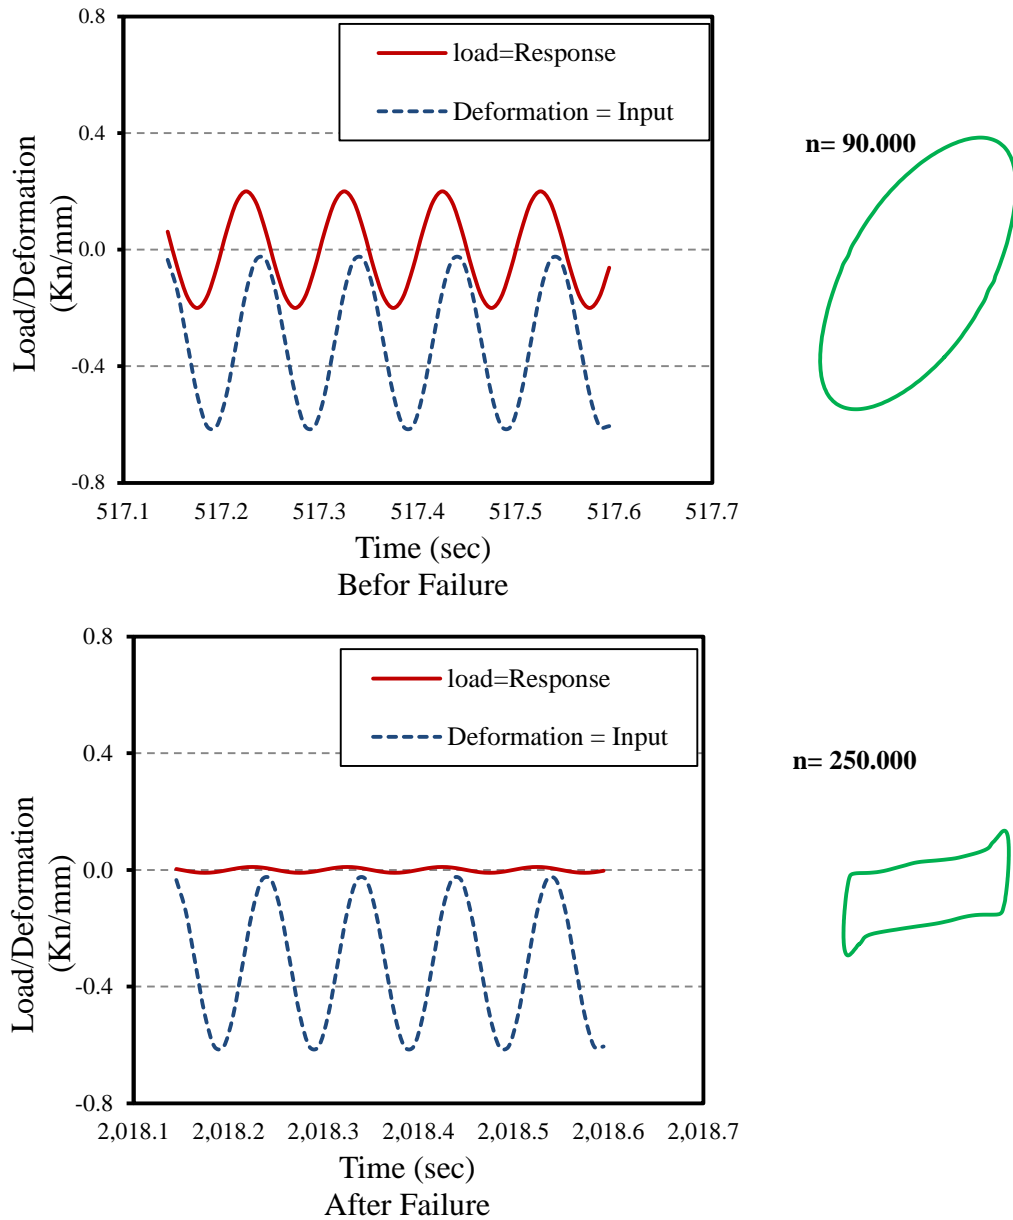 0.8
load=Response
Deformation = Input
0.4
0.0
-0.4
-0.8
Load/Deformation
(Kn/mm)
517.1 517.2 517.3 517.4 517.5 517.6 517.7
Time (sec)
Befor Failure
n= 90.000
0.8
load=Response
Deformation = Input
0.4
0.0
-0.4
-0.8
Load/Deformation
(Kn/mm)
2,018.1 2,018.2 2,018.3 2,018.4 2,018.5 2,018.6 2,018.7
Time (sec)
After Failure
n= 250.000